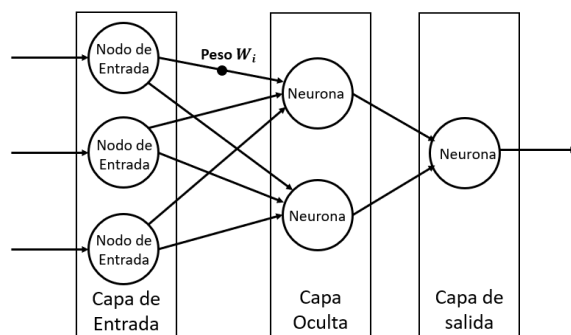 Nodo de
Entrada
Peso W_i
Neurona
Nodo de
Entrada
Neurona
Neurona
Nodo de
Entrada
Capa de
Entrada
Capa
Oculta
Capa de
salida